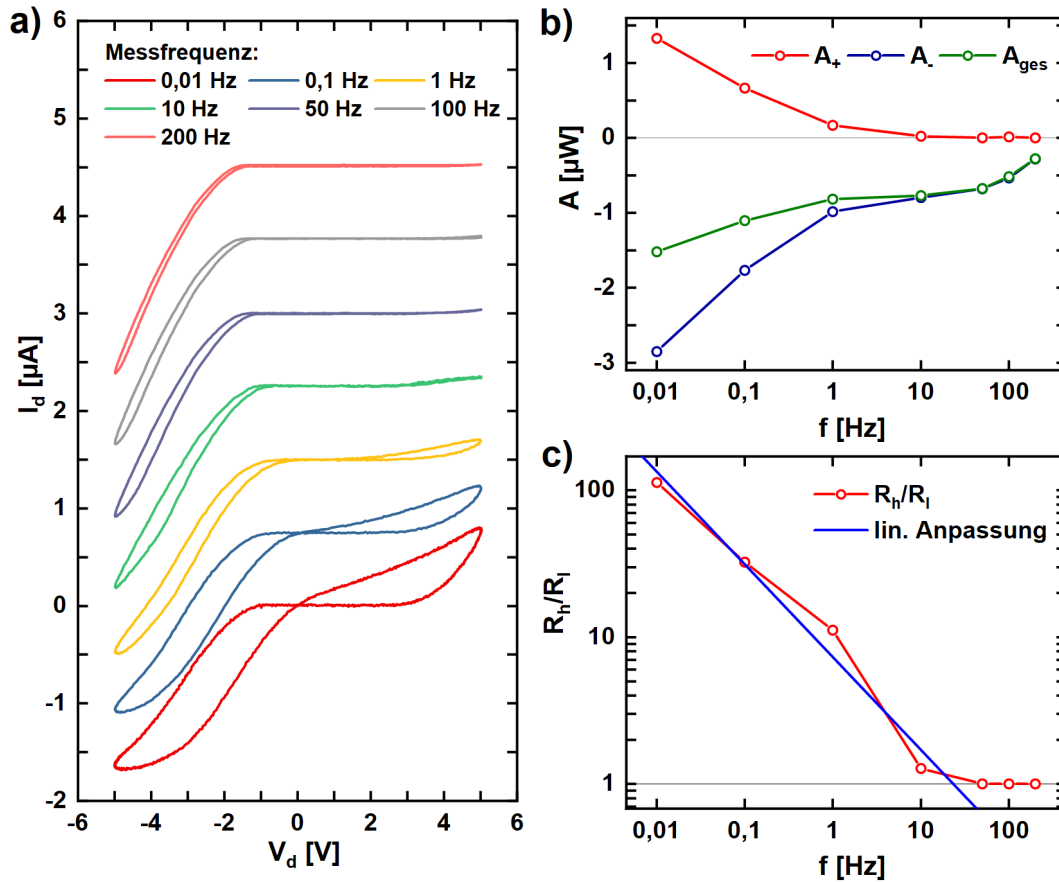 a)
Messfrequenz:
0,01 Hz 0,1 Hz 1 Hz
10 Hz 50 Hz 100 Hz
200 Hz
6
5
4
3
2
1
0
-1
-2
I_d [µA]
-6 -4 -2 0 2 4 6
V_d [V]
b)
A_+ A_- A_ges
1
0
-1
-2
-3
A [µW]
0,01 0,1 1 10 100
f [Hz]
c)
R_h/R_l
lin. Anpassung
100
10
1
R_h/R_l
0,01 0,1 1 10 100
f [Hz]